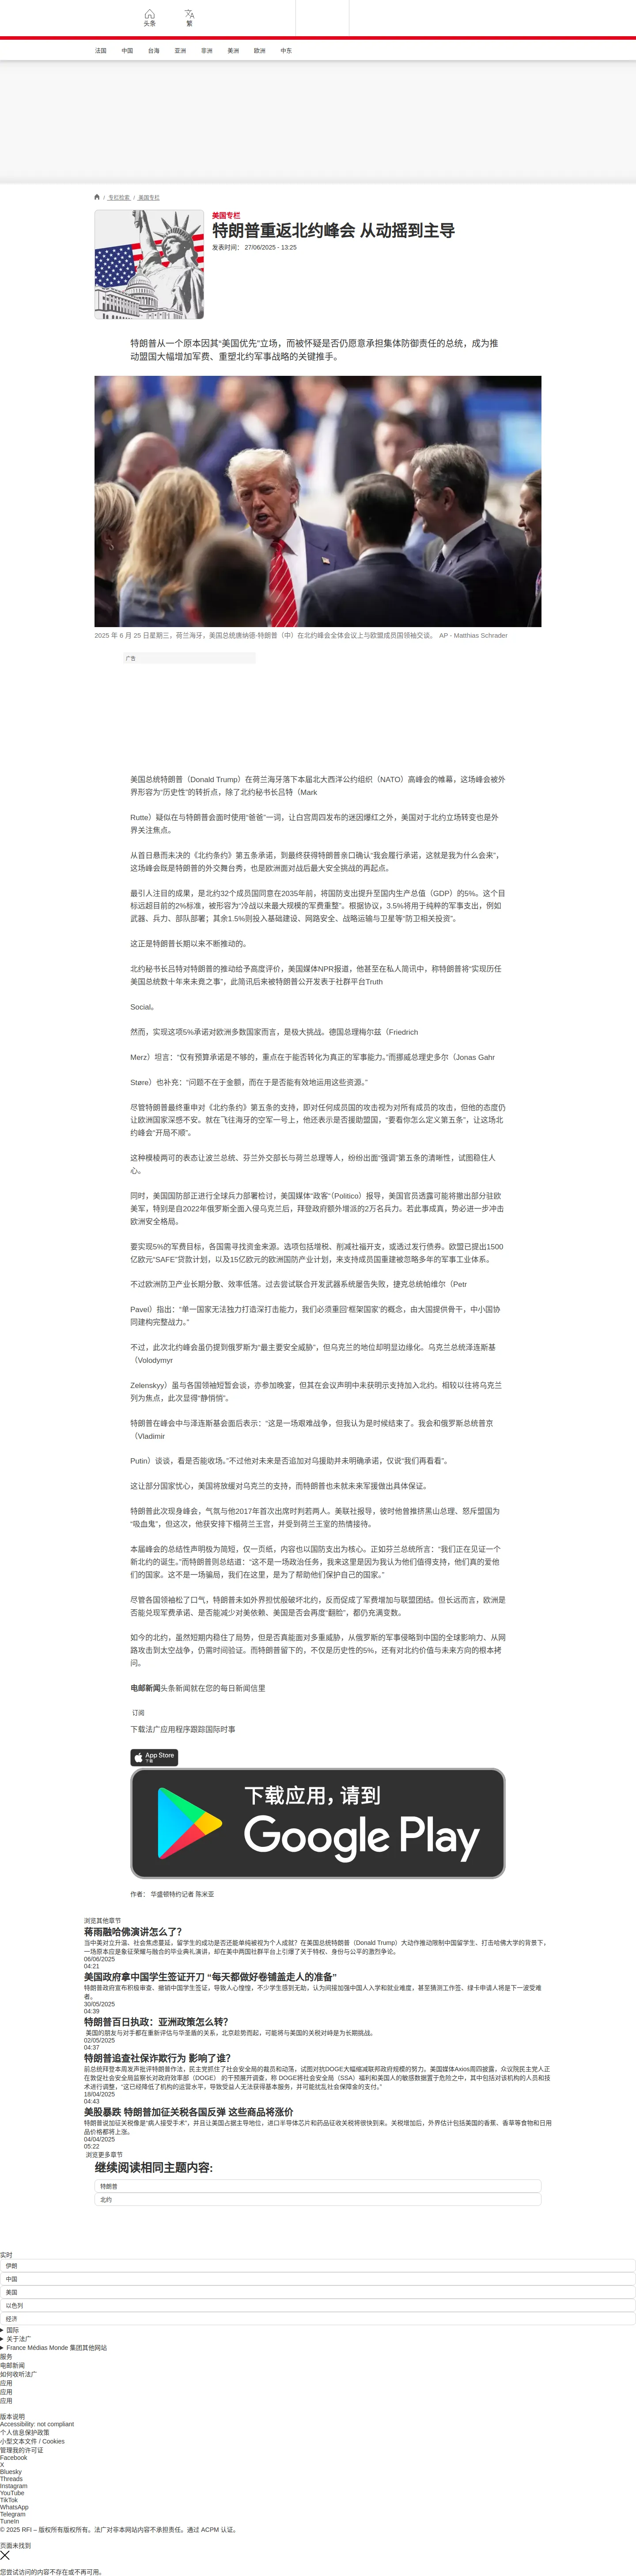 头条
繁
法国 中国 台海 亚洲 非洲 美洲 欧洲 中东
/ 专栏检索 / 美国专栏
美国专栏
特朗普重返北约峰会 从动摇到主导
发表时间： 27/06/2025 - 13:25
特朗普从一个原本因其“美国优先”立场，而被怀疑是否仍愿意承担集体防御责任的总统，成为推
动盟国大幅增加军费、重塑北约军事战略的关键推手。
2025 年 6 月 25 日星期三，荷兰海牙，美国总统唐纳德·特朗普（中）在北约峰会全体会议上与欧盟成员国领袖交谈。 AP - Matthias Schrader
广告
美国总统特朗普（Donald Trump）在荷兰海牙落下本届北大西洋公约组织（NATO）高峰会的帷幕，这场峰会被外
界形容为“历史性”的转折点，除了北约秘书长吕特（Mark
Rutte）疑似在与特朗普会面时使用“爸爸”一词，让白宫周四发布的迷因爆红之外，美国对于北约立场转变也是外
界关注焦点。
从首日悬而未决的《北约条约》第五条承诺，到最终获得特朗普亲口确认“我会履行承诺，这就是我为什么会来”，
这场峰会既是特朗普的外交舞台秀，也是欧洲面对战后最大安全挑战的再起点。
最引人注目的成果，是北约32个成员国同意在2035年前，将国防支出提升至国内生产总值（GDP）的5%。这个目
标远超目前的2%标准，被形容为“冷战以来最大规模的军费重整”。根据协议，3.5%将用于纯粹的军事支出，例如
武器、兵力、部队部署；其余1.5%则投入基础建设、网路安全、战略运输与卫星等“防卫相关投资”。
这正是特朗普长期以来不断推动的。
北约秘书长吕特对特朗普的推动给予高度评价，美国媒体NPR报道，他甚至在私人简讯中，称特朗普将“实现历任
美国总统数十年来未竟之事”，此简讯后来被特朗普公开发表于社群平台Truth
Social。
然而，实现这项5%承诺对欧洲多数国家而言，是极大挑战。德国总理梅尔兹（Friedrich
Merz）坦言：“仅有预算承诺是不够的，重点在于能否转化为真正的军事能力。”而挪威总理史多尔（Jonas Gahr
Støre）也补充：“问题不在于金额，而在于是否能有效地运用这些资源。”
尽管特朗普最终重申对《北约条约》第五条的支持，即对任何成员国的攻击视为对所有成员的攻击，但他的态度仍
让欧洲国家深感不安。就在飞往海牙的空军一号上，他还表示是否援助盟国，“要看你怎么定义第五条”，让这场北
约峰会“开局不顺”。
这种模棱两可的表态让波兰总统、芬兰外交部长与荷兰总理等人，纷纷出面“强调”第五条的清晰性，试图稳住人
心。
同时，美国国防部正进行全球兵力部署检讨，美国媒体“政客”（Politico）报导，美国官员透露可能将撤出部分驻欧
美军，特别是自2022年俄罗斯全面入侵乌克兰后，拜登政府额外增派的2万名兵力。若此事成真，势必进一步冲击
欧洲安全格局。
要实现5%的军费目标，各国需寻找资金来源。选项包括增税、削减社福开支，或透过发行债券。欧盟已提出1500
亿欧元“SAFE”贷款计划，以及15亿欧元的欧洲国防产业计划，来支持成员国重建被忽略多年的军事工业体系。
不过欧洲防卫产业长期分散、效率低落。过去尝试联合开发武器系统屡告失败，捷克总统帕维尔（Petr
Pavel）指出：“单一国家无法独力打造深打击能力，我们必须重回‘框架国家’的概念，由大国提供骨干，中小国协
同建构完整战力。”
不过，此次北约峰会虽仍提到俄罗斯为“最主要安全威胁”，但乌克兰的地位却明显边缘化。乌克兰总统泽连斯基
（Volodymyr
Zelenskyy）虽与各国领袖短暂会谈，亦参加晚宴，但其在会议声明中未获明示支持加入北约。相较以往将乌克兰
列为焦点，此次显得“静悄悄”。
特朗普在峰会中与泽连斯基会面后表示：“这是一场艰难战争，但我认为是时候结束了。我会和俄罗斯总统普京
（Vladimir
Putin）谈谈，看是否能收场。”不过他对未来是否追加对乌援助并未明确承诺，仅说“我们再看看”。
这让部分国家忧心，美国将放缓对乌克兰的支持，而特朗普也未就未来军援做出具体保证。
特朗普此次现身峰会，气氛与他2017年首次出席时判若两人。美联社报导，彼时他曾推挤黑山总理、怒斥盟国为
“吸血鬼”，但这次，他获安排下榻荷兰王宫，并受到荷兰王室的热情接待。
本届峰会的总结性声明极为简短，仅一页纸，内容也以国防支出为核心。正如芬兰总统所言：“我们正在见证一个
新北约的诞生。”而特朗普则总结道：“这不是一场政治任务，我来这里是因为我认为他们值得支持，他们真的爱他
们的国家。这不是一场骗局，我们在这里，是为了帮助他们保护自己的国家。”
尽管各国领袖松了口气，特朗普未如外界担忧般破坏北约，反而促成了军费增加与联盟团结。但长远而言，欧洲是
否能兑现军费承诺、是否能减少对美依赖、美国是否会再度“翻脸”，都仍充满变数。
如今的北约，虽然短期内稳住了局势，但是否真能面对多重威胁，从俄罗斯的军事侵略到中国的全球影响力、从网
路攻击到太空战争，仍需时间验证。而特朗普留下的，不仅是历史性的5%，还有对北约价值与未来方向的根本拷
问。
电邮新闻头条新闻就在您的每日新闻信里
订阅
下载法广应用程序跟踪国际时事
App Store
下载
下载应用，请到
Google Play
作者： 华盛顿特约记者 陈米亚
浏览其他章节
蒋雨融哈佛演讲怎么了？
当中美对立升温、社会焦虑蔓延，留学生的成功是否还能单纯被视为个人成就？在美国总统特朗普（Donald Trump）大动作推动限制中国留学生、打击哈佛大学的背景下，
一场原本应是象征荣耀与融合的毕业典礼演讲，却在美中两国社群平台上引爆了关于特权、身份与公平的激烈争论。
06/06/2025
04:21
美国政府拿中国学生签证开刀 “每天都做好卷铺盖走人的准备”
特朗普政府宣布积极审查、撤销中国学生签证，导致人心惶惶，不少学生感到无助，认为间接加强中国人入学和就业难度，甚至猜测工作签、绿卡申请人将是下一波受难
者。
30/05/2025
04:39
特朗普百日执政：亚洲政策怎么转？
美国的朋友与对手都在重新评估与华圣盾的关系，北京趁势而起，可能将与美国的关税对峙是为长期挑战。
02/05/2025
04:37
特朗普追查社保诈欺行为 影响了谁？
前总统拜登本周发声批评特朗普作法，民主党抓住了社会安全局的裁员和动荡，试图对抗DOGE大幅缩减联邦政府规模的努力。美国媒体Axios周四披露，众议院民主党人正
在敦促社会安全局监察长对政府效率部（DOGE） 的干预展开调查，称 DOGE将社会安全局（SSA）福利和美国人的敏感数据置于危险之中，其中包括对该机构的人员和技
术进行调整，“这已经降低了机构的运营水平，导致受益人无法获得基本服务，并可能扰乱社会保障金的支付。”
18/04/2025
04:43
美股暴跌 特朗普加征关税各国反弹 这些商品将涨价
特朗普说加征关税像是“病人接受手术”，并且让美国占据主导地位，进口半导体芯片和药品征收关税将很快到来。关税增加后，外界估计包括美国的香蕉、香草等食物和日用
品价格都将上涨。
04/04/2025
05:22
浏览更多章节
继续阅读相同主题内容:
特朗普
北约
实时
伊朗
中国
美国
以色列
经济
国际
关于法广
France Médias Monde 集团其他网站
服务
电邮新闻
如何收听法广
应用
应用
应用
版本说明
Accessibility: not compliant
个人信息保护政策
小型文本文件 / Cookies
管理我的许可证
Facebook
X
Bluesky
Threads
Instagram
YouTube
TikTok
WhatsApp
Telegram
TuneIn
© 2025 RFI – 版权所有版权所有。法广对非本网站内容不承担责任。通过 ACPM 认证。
页面未找到
您尝试访问的内容不存在或不再可用。